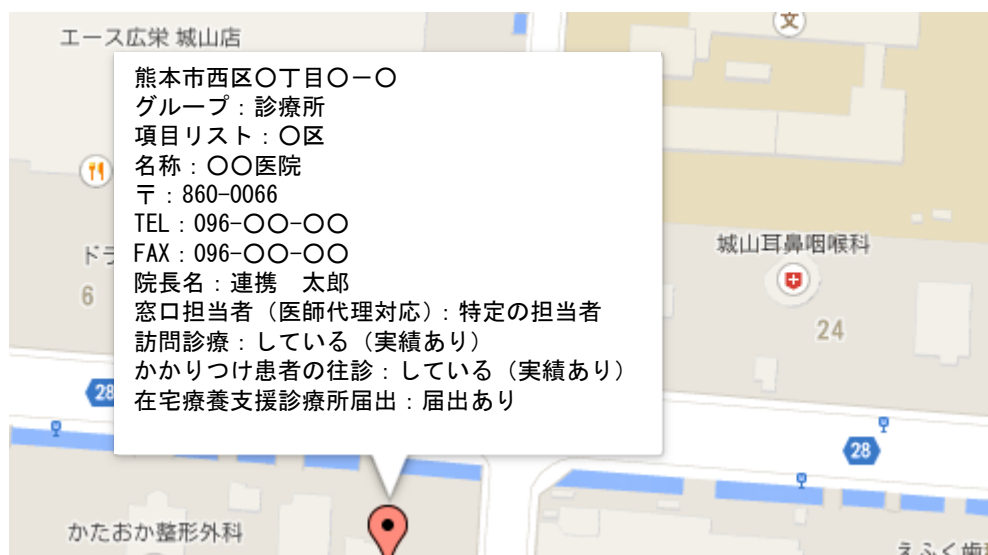 エース広栄 城山店
文
熊本市西区〇丁目〇－〇
グループ：診療所
項目リスト：〇区
名称：〇〇医院
〒：860-0066
TEL：096-〇〇-〇〇
FAX：096-〇〇-〇〇
院長名：連携　太郎
窓口担当者（医師代理対応）：特定の担当者
訪問診療：している（実績あり）
かかりつけ患者の往診：している（実績あり）
在宅療養支援診療所届出：届出あり
ドラ
6
城山耳鼻咽喉科
24
28
28
かたおか整形外科
えふく歯